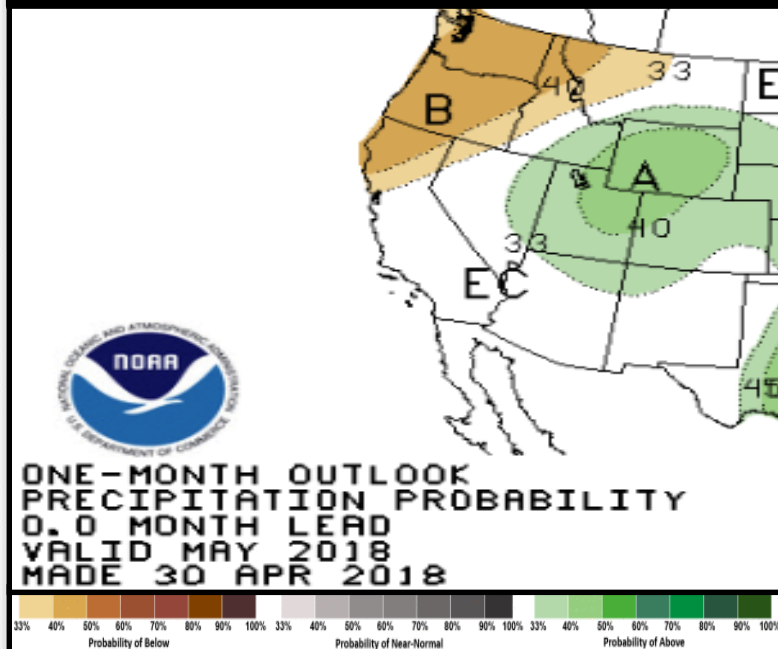 33
E
40
B
A
40
33
EC
NATIONAL OCEANIC AND ATMOSPHERIC ADMINISTRATION
NOAA
U.S. DEPARTMENT OF COMMERCE
ONE-MONTH OUTLOOK
PRECIPITATION PROBABILITY
0.0 MONTH LEAD
VALID MAY 2018
MADE 30 APR 2018
33% 40% 50% 60% 70% 80% 90% 100% 33% 40% 50% 60% 70% 80% 90% 100% 33% 40% 50% 60% 70% 80% 90% 100%
Probability of Below Probability of Near-Normal Probability of Above